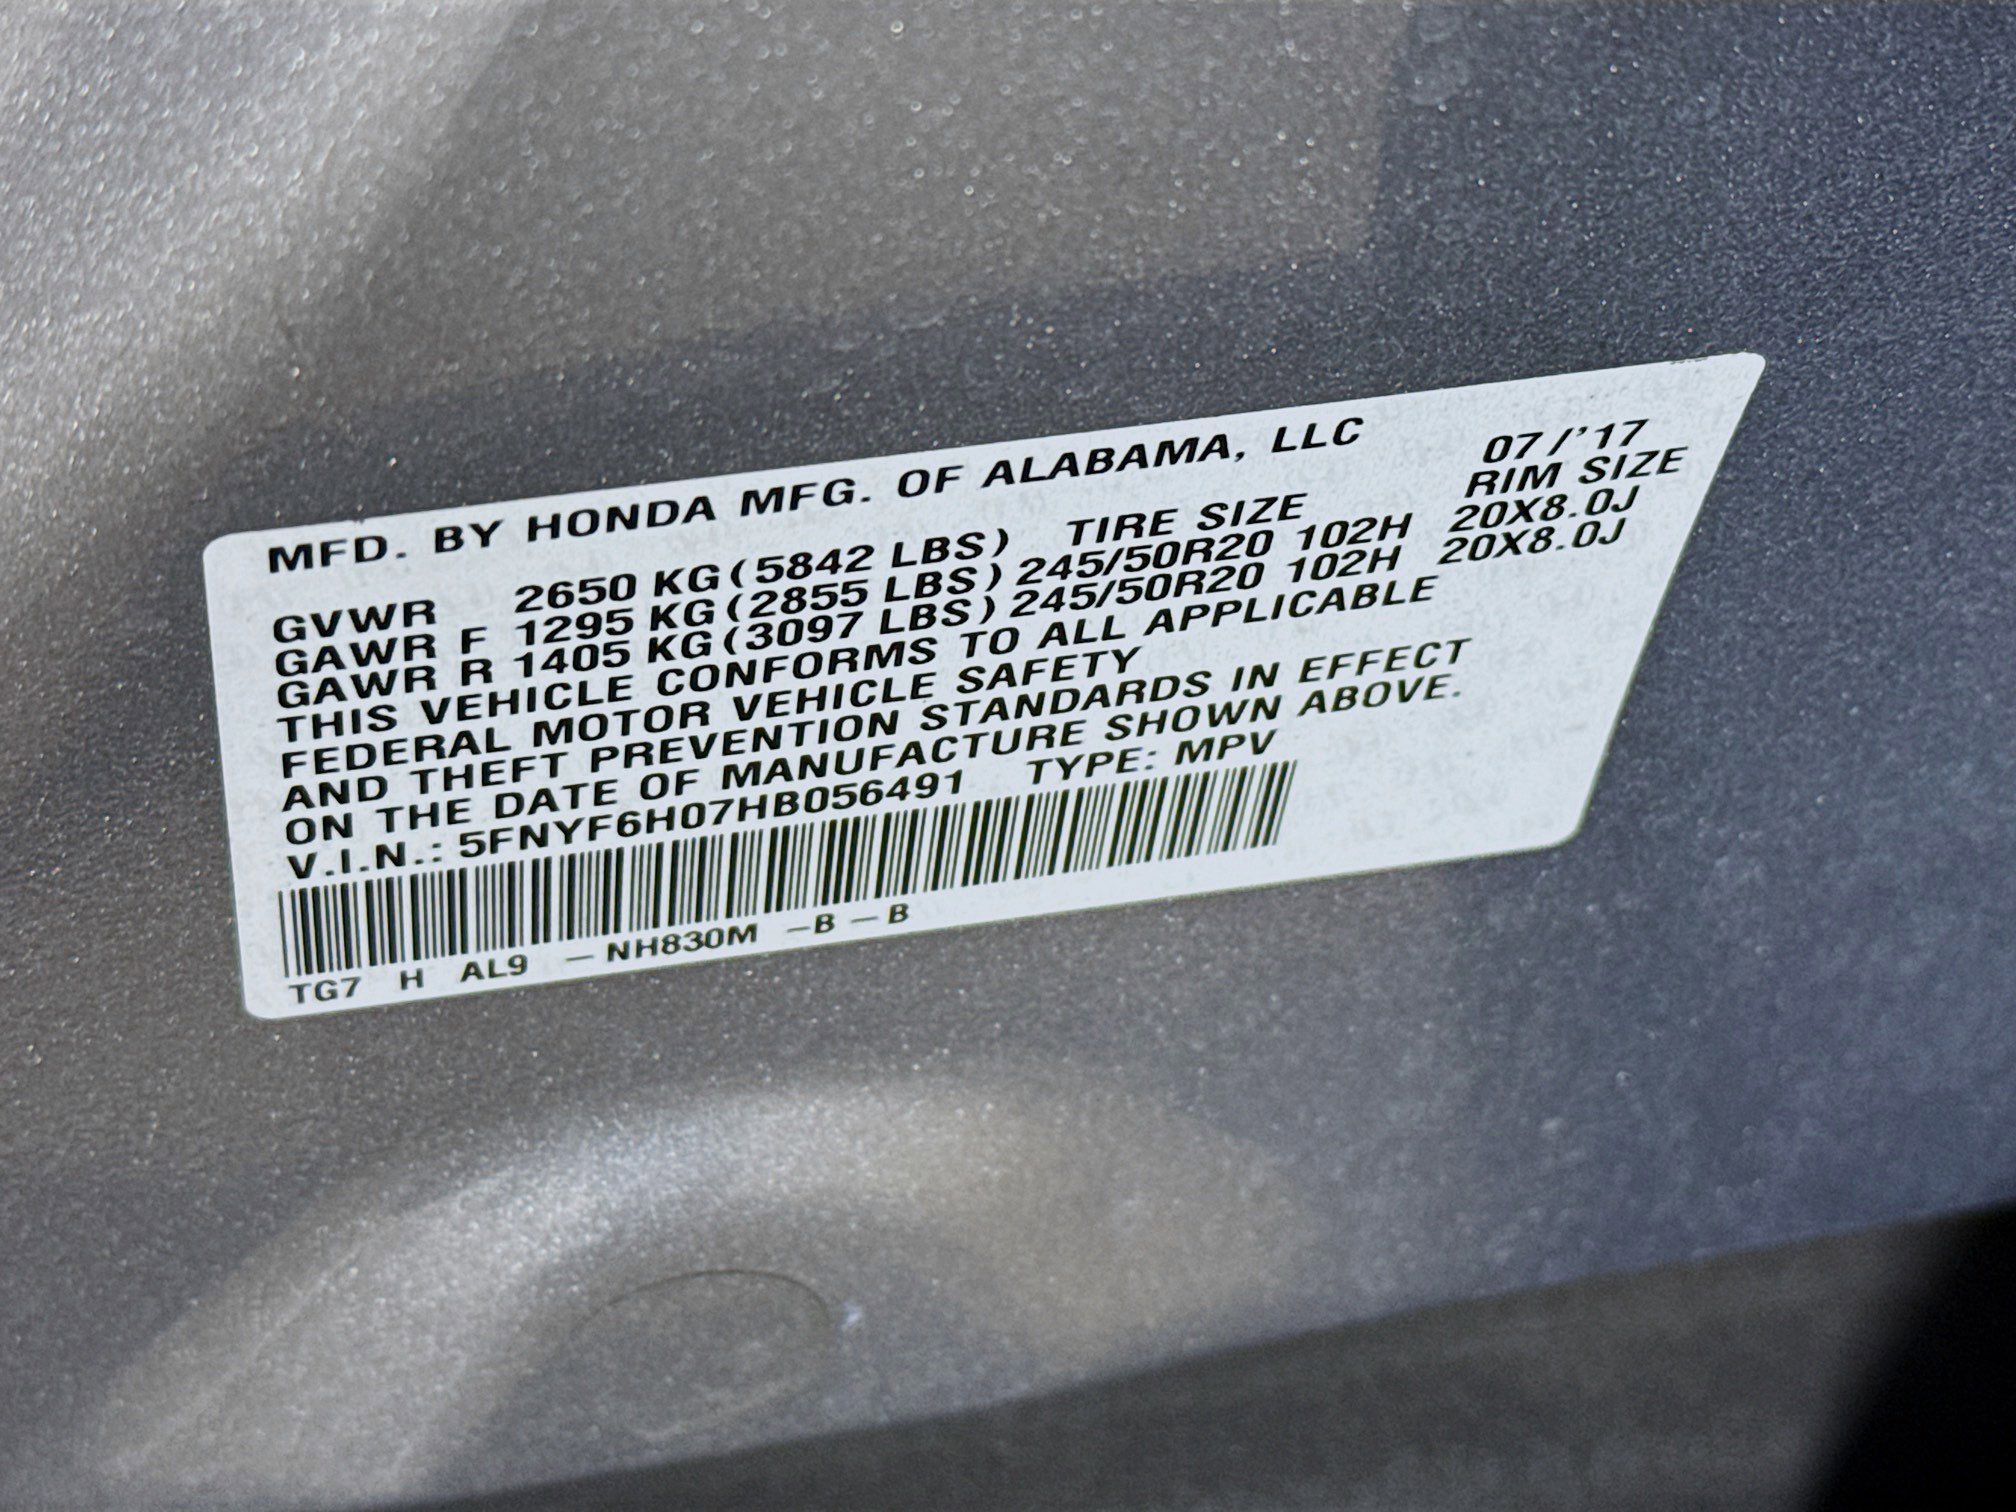 MFD. BY HONDA MFG. OF ALABAMA, LLC 07/'17
GVWR 2650 KG(5842 LBS) TIRE SIZE RIM SIZE
GAWR F 1295 KG(2855 LBS) 245/50R20 102H 20X8.0J
GAWR R 1405 KG(3097 LBS) 245/50R20 102H 20X8.0J
THIS VEHICLE CONFORMS TO ALL APPLICABLE
FEDERAL MOTOR VEHICLE SAFETY
AND THEFT PREVENTION STANDARDS IN EFFECT
ON THE DATE OF MANUFACTURE SHOWN ABOVE.
V.I.N.: 5FNYF6H07HB056491 TYPE: MPV
TG7 H AL9 -NH830M -B-B